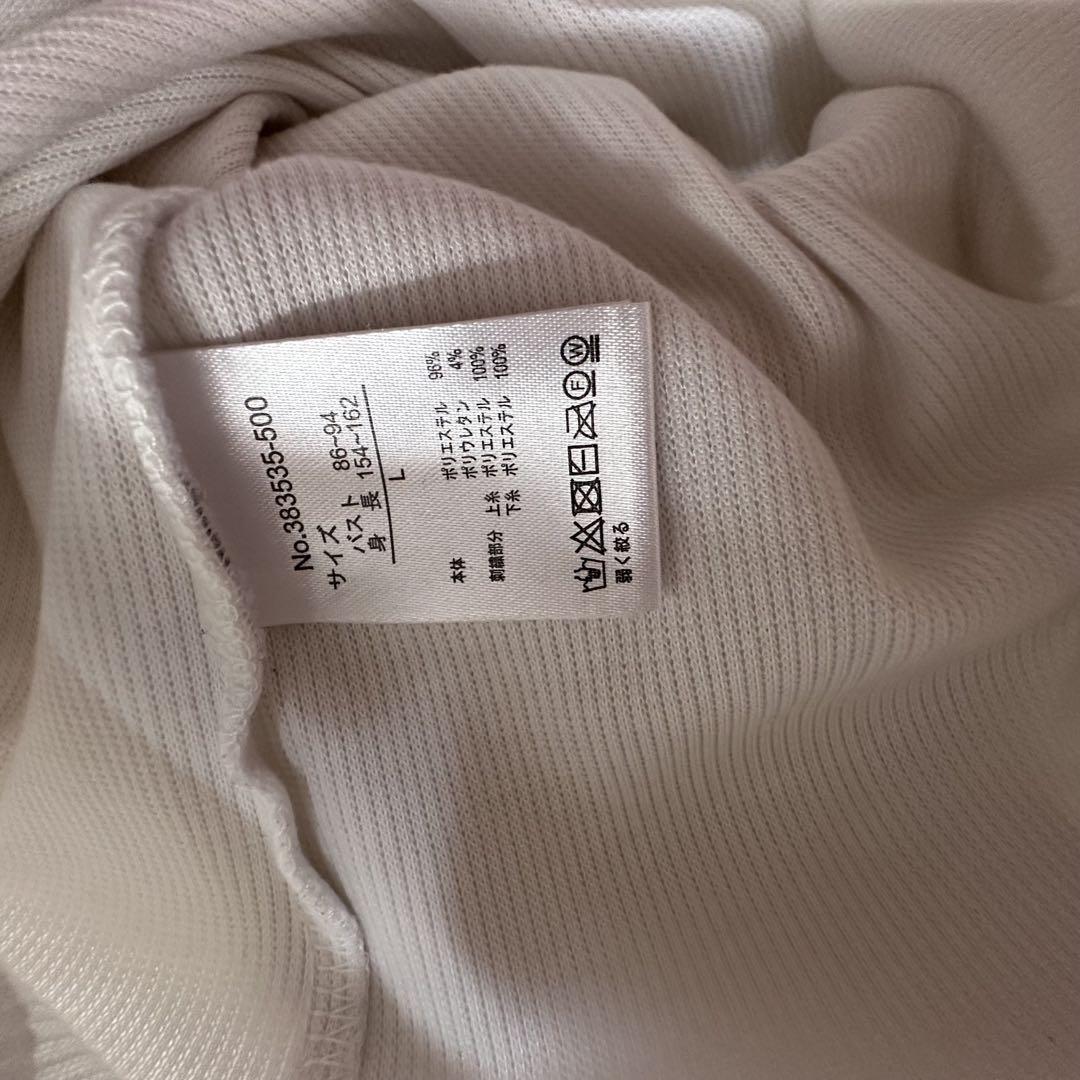 No.383535-500
サイズ
バスト 86~94
身 長 154~162
L
本体 ポリエステル 96%
ポリウレタン 4%
刺繍部分 上糸 ポリエステル 100%
下糸 ポリエステル 100%
F W
弱く絞る